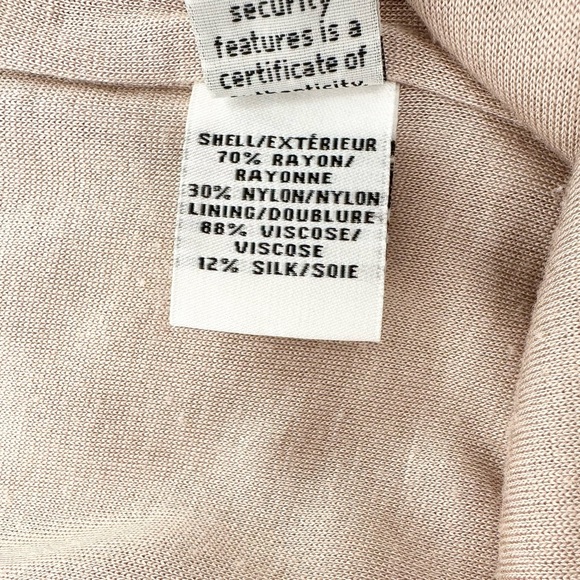 security
features is a
certificate of
authenticity.
SHELL/EXTÉRIEUR
70% RAYON/
RAYONNE
30% NYLON/NYLON
LINING/DOUBLURE
88% VISCOSE/
VISCOSE
12% SILK/SOIE